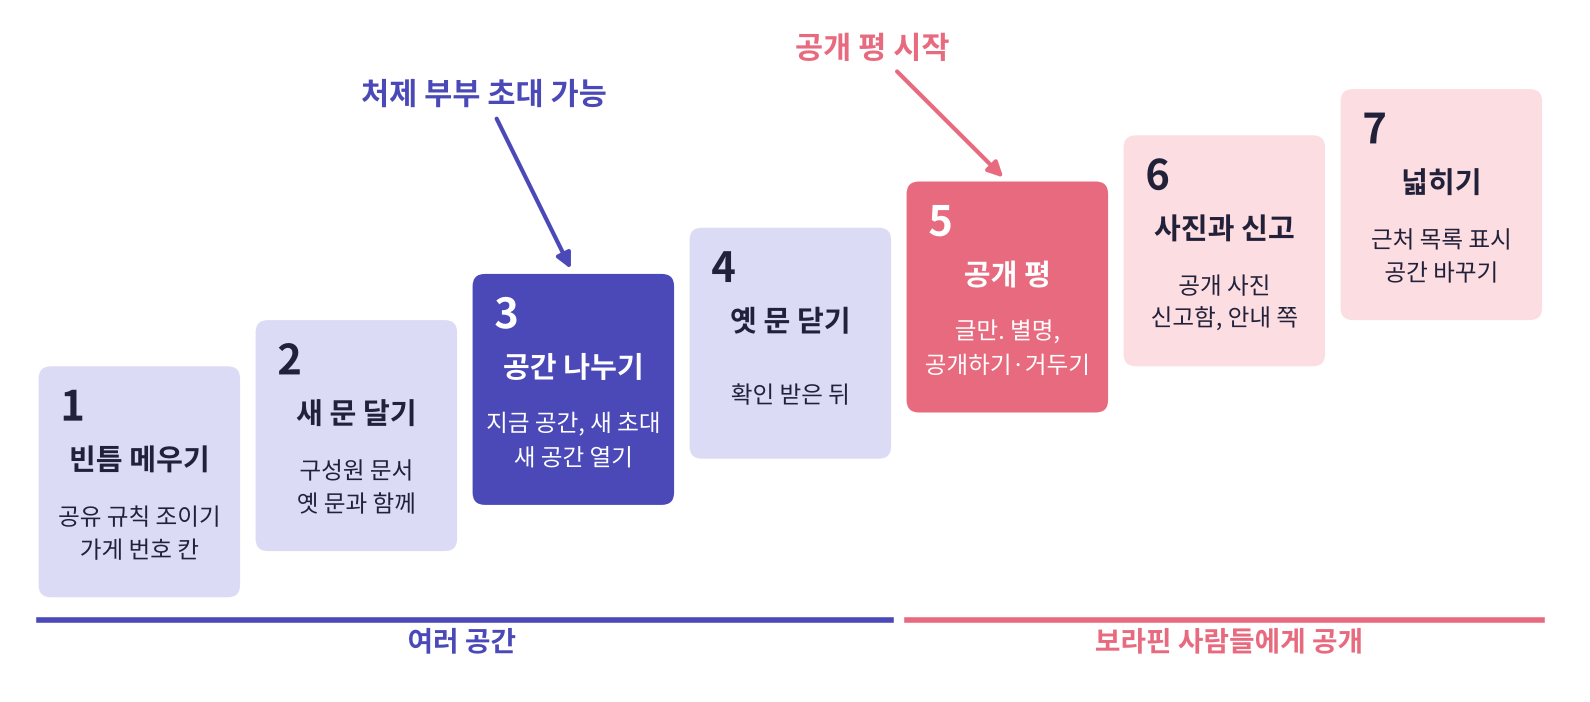 공개 평 시작
처제 부부 초대 가능
1
빈틈 메우기
공유 규칙 조이기
가게 번호 칸
2
새 문 달기
구성원 문서
옛 문과 함께
3
공간 나누기
지금 공간, 새 초대
새 공간 열기
4
옛 문 닫기
확인 받은 뒤
5
공개 평
글만. 별명,
공개하기·거두기
6
사진과 신고
공개 사진
신고함, 안내 쪽
7
넓히기
근처 목록 표시
공간 바꾸기
여러 공간
보라핀 사람들에게 공개